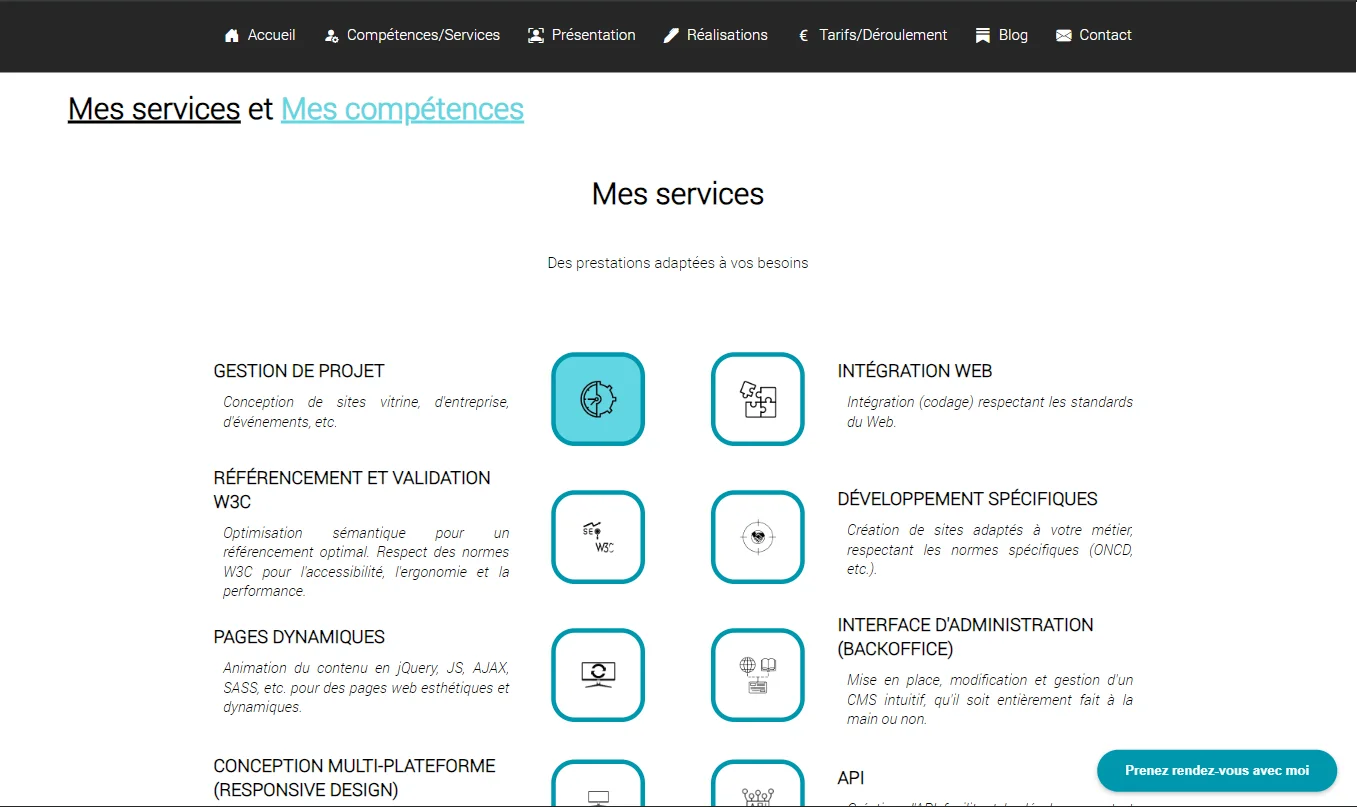 Accueil Compétences/Services Présentation Réalisations Tarifs/Déroulement Blog Contact
Mes services et Mes compétences
Mes services
Des prestations adaptées à vos besoins
GESTION DE PROJET
Conception de sites vitrine, d'entreprise,
d'événements, etc.
INTÉGRATION WEB
Intégration (codage) respectant les standards
du Web.
RÉFÉRENCEMENT ET VALIDATION
W3C
Optimisation sémantique pour un
référencement optimal. Respect des normes
W3C pour l'accessibilité, l'ergonomie et la
performance.
SEO
W3C
DÉVELOPPEMENT SPÉCIFIQUES
Création de sites adaptés à votre métier,
respectant les normes spécifiques (ONCD,
etc.).
PAGES DYNAMIQUES
Animation du contenu en jQuery, JS, AJAX,
SASS, etc. pour des pages web esthétiques et
dynamiques.
INTERFACE D'ADMINISTRATION
(BACKOFFICE)
Mise en place, modification et gestion d'un
CMS intuitif, qu'il soit entièrement fait à la
main ou non.
CONCEPTION MULTI-PLATEFORME
(RESPONSIVE DESIGN)
API
Prenez rendez-vous avec moi